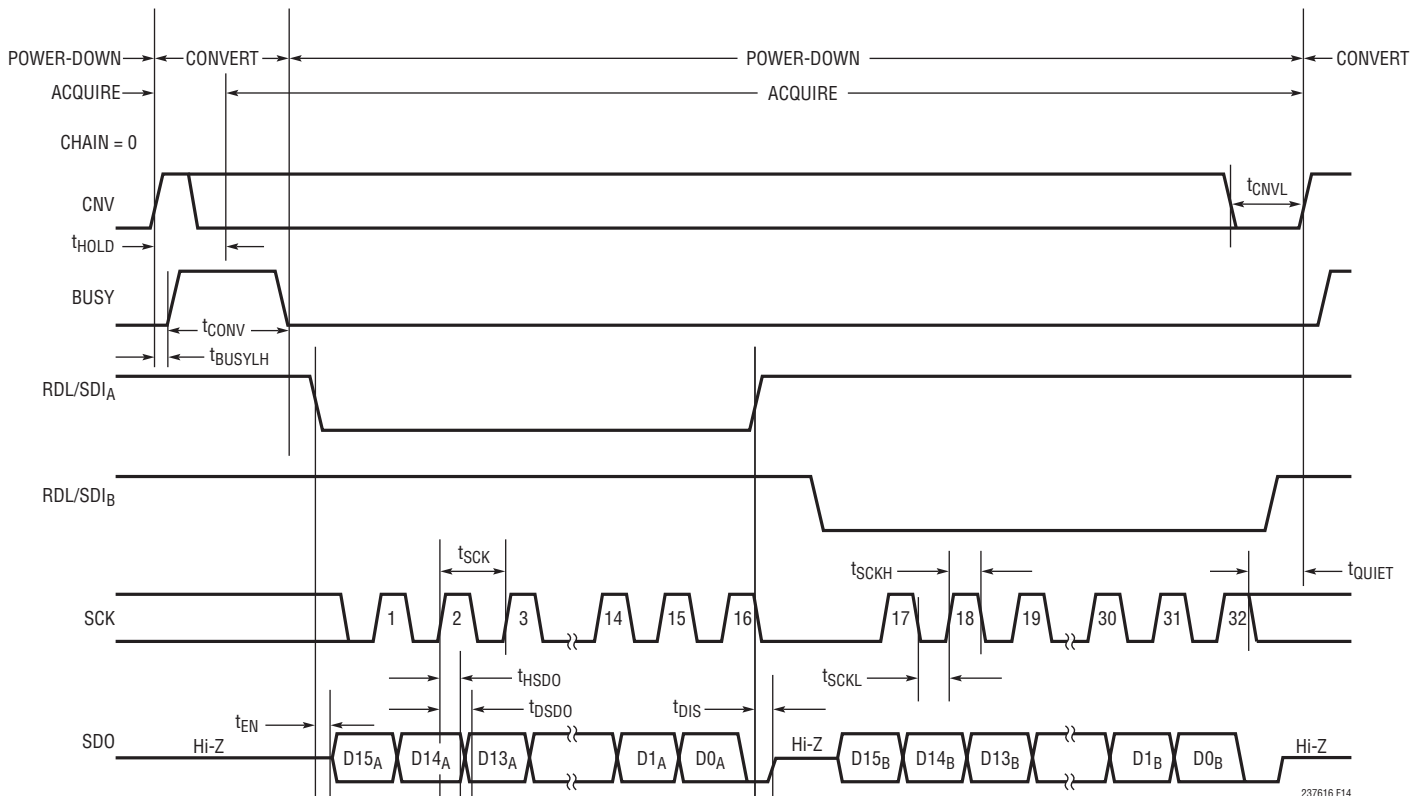 POWER-DOWN CONVERT POWER-DOWN CONVERT
ACQUIRE ACQUIRE
CHAIN = 0
CNV tCNVL
tHOLD
BUSY
tCONV
tBUSYLH
RDL/SDIA
RDL/SDIB
tSCK tSCKH tQUIET
SCK 1 2 3 14 15 16 17 18 19 30 31 32
tHSDO tSCKL
tEN tDSDO tDIS
SDO Hi-Z D15A D14A D13A D1A D0A Hi-Z D15B D14B D13B D1B D0B Hi-Z
237616 F14